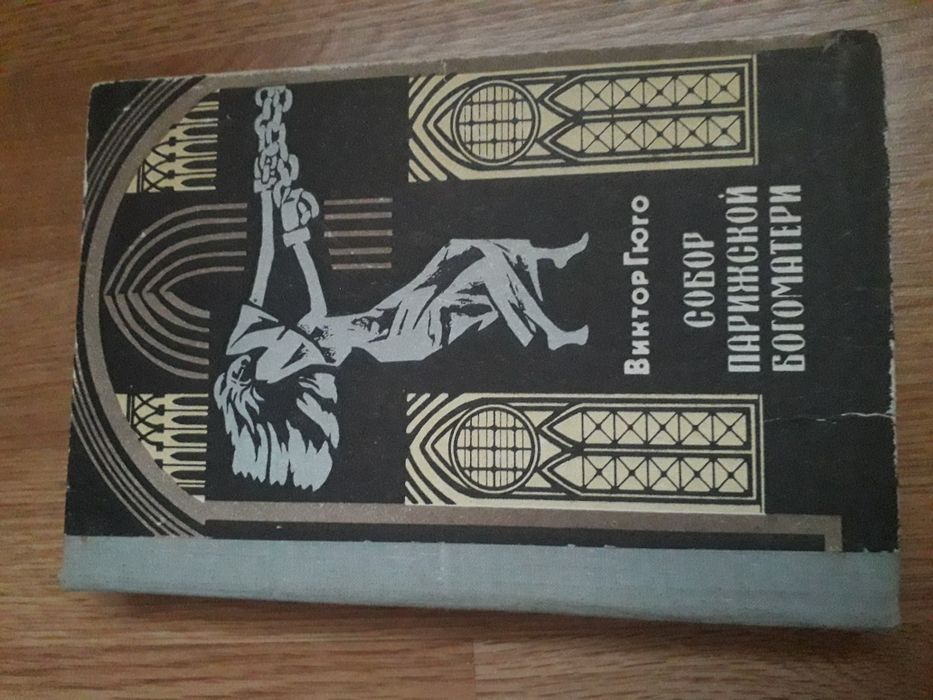 Виктор Гюго
СОБОР
ПАРИЖСКОЙ
БОГОМАТЕРИ